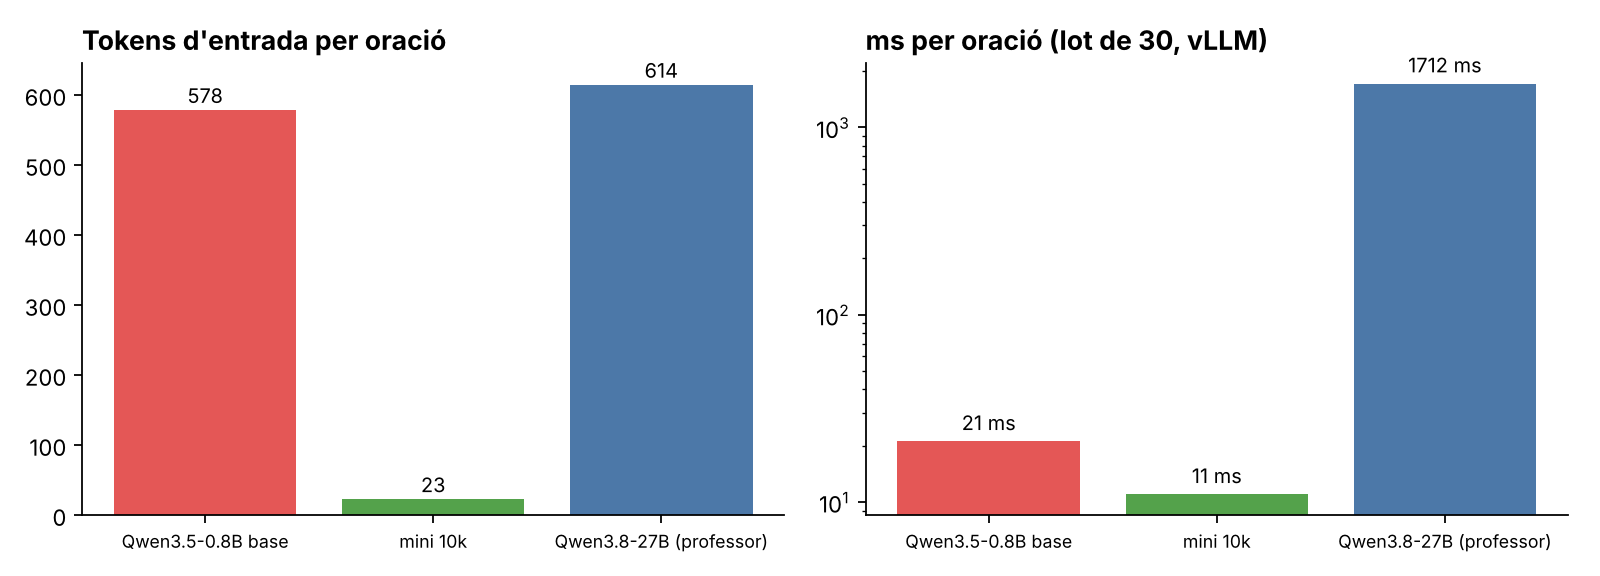 Tokens d'entrada per oració
600
500
400
300
200
100
0
578
23
614
Qwen3.5-0.8B base
mini 10k
Qwen3.8-27B (professor)
ms per oració (lot de 30, vLLM)
10³
10²
10¹
21 ms
11 ms
1712 ms
Qwen3.5-0.8B base
mini 10k
Qwen3.8-27B (professor)